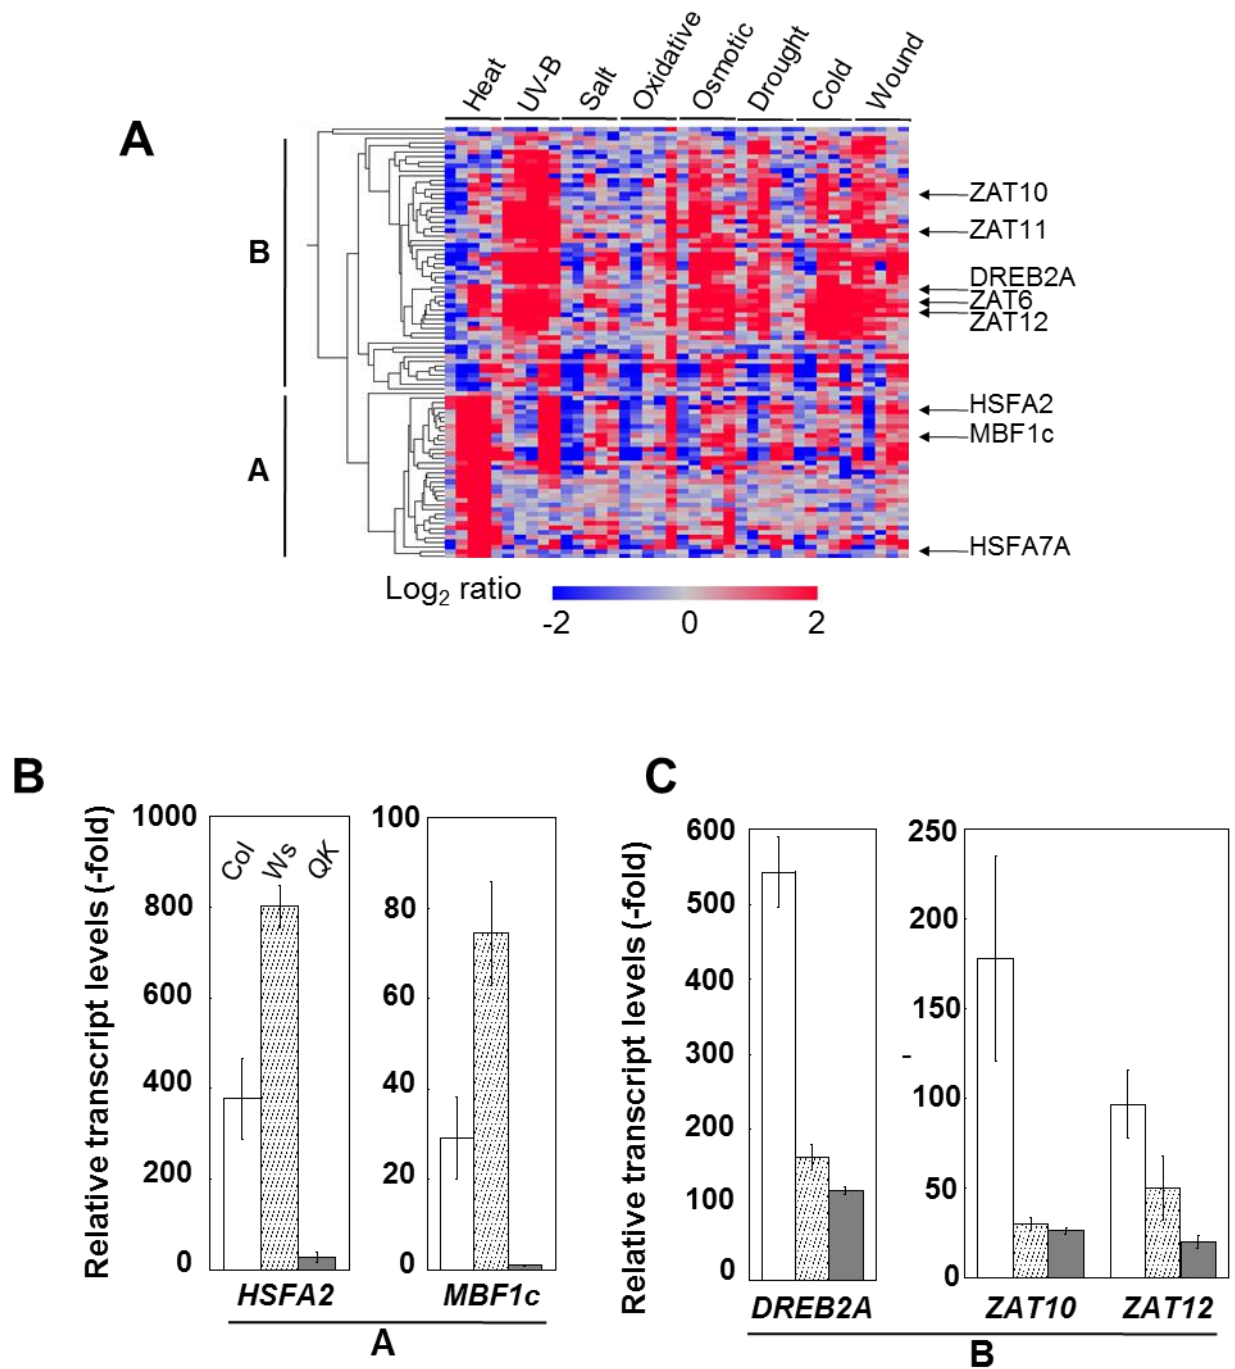 Heat
UV-B
Salt
Oxidative
Osmotic
Drought
Cold
Wound
A
B
A
ZAT10
ZAT11
DREB2A
ZAT6
ZAT12
HSFA2
MBF1c
HSFA7A
Log2 ratio
-2 0 2
B
Relative transcript levels (-fold)
1000
800
600
400
200
0
Col Ws QK
HSFA2
100
80
60
40
20
0
MBF1c
A
C
Relative transcript levels (-fold)
600
500
400
300
200
100
0
DREB2A
250
200
150
100
50
0
ZAT10 ZAT12
B